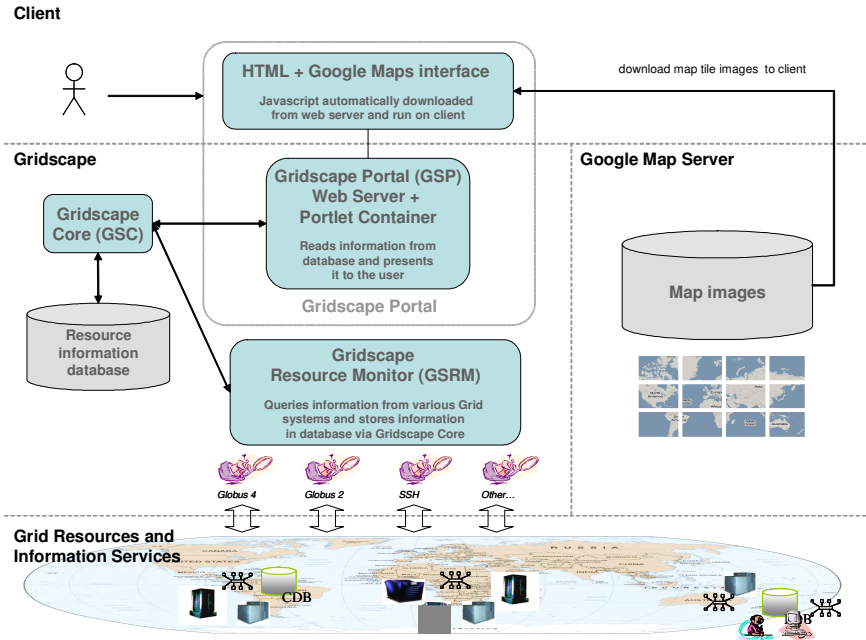 Client
HTML + Google Maps interface
Javascript automatically downloaded
from web server and run on client
download map tile images to client
Gridscape
Google Map Server
Gridscape Portal (GSP)
Web Server +
Portlet Container
Reads information from
database and presents
it to the user
Gridscape
Core (GSC)
Gridscape Portal
Map images
Resource
information
database
Gridscape
Resource Monitor (GSRM)
Queries information from various Grid
systems and stores information
in database via Gridscape Core
Globus 4
Globus 2
SSH
Other…
Grid Resources and
Information Services
CANADA
RUSSIA
CHINA
CDB